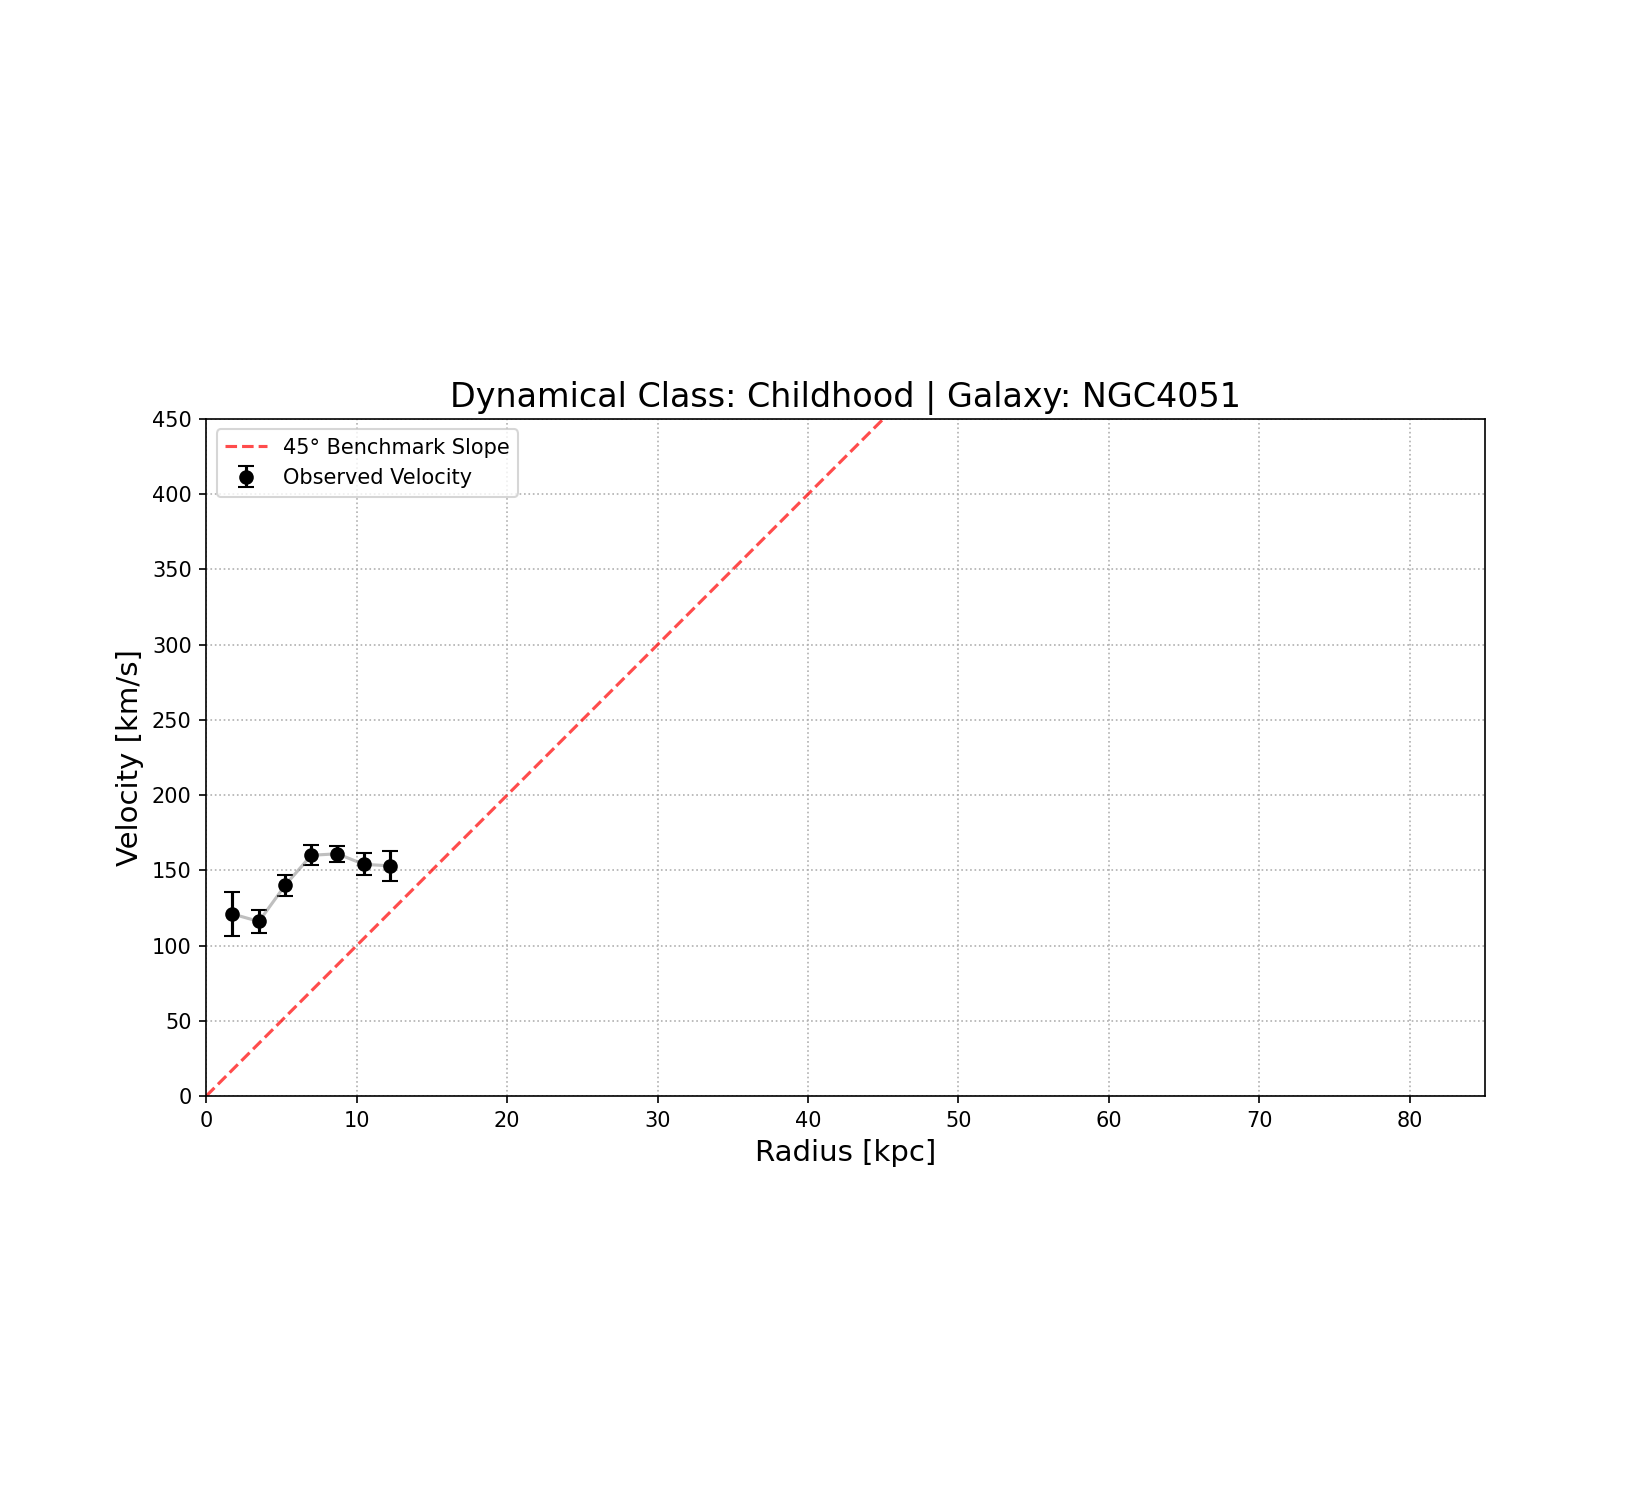 Dynamical Class: Childhood | Galaxy: NGC4051
45° Benchmark Slope
Observed Velocity
Velocity [km/s]
450
400
350
300
250
200
150
100
50
0
0 10 20 30 40 50 60 70 80
Radius [kpc]